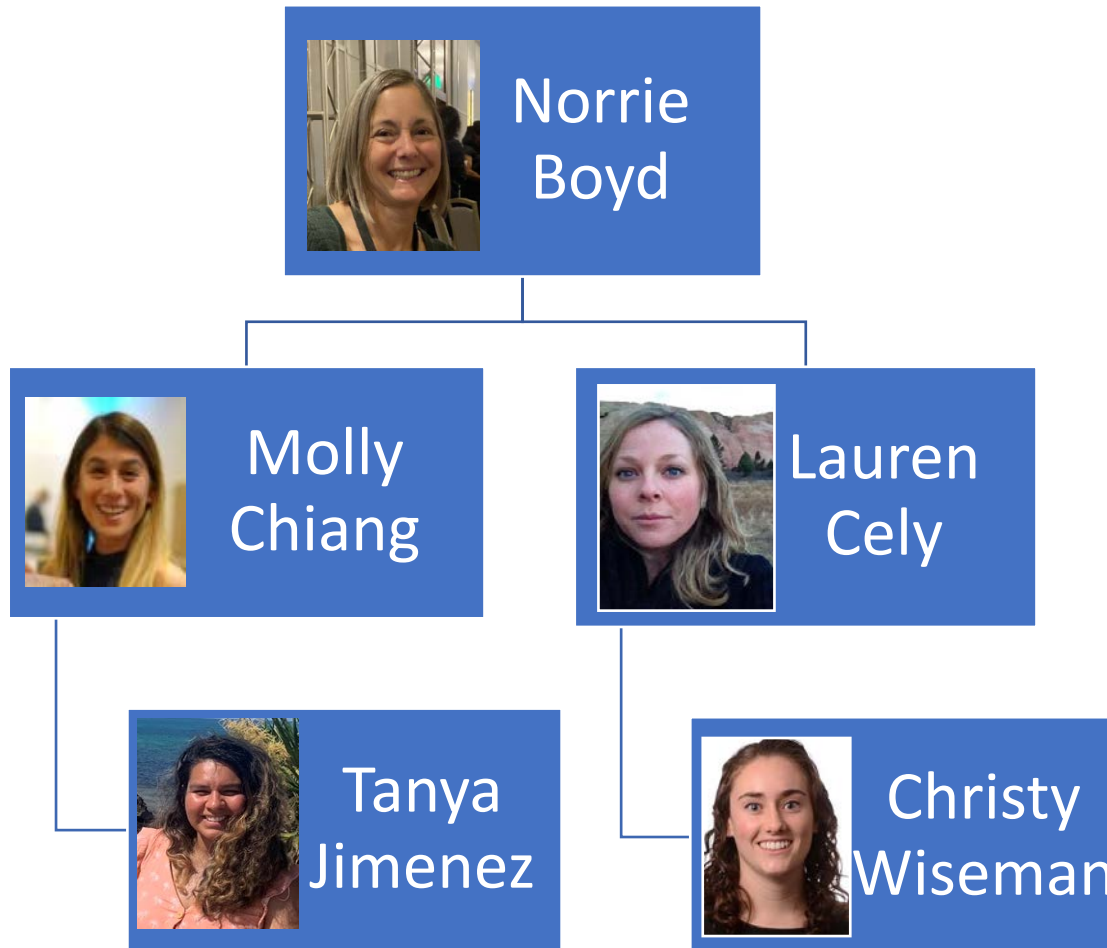 Norrie
Boyd
Molly
Chiang
Lauren
Cely
Tanya
Jimenez
Christy
Wiseman